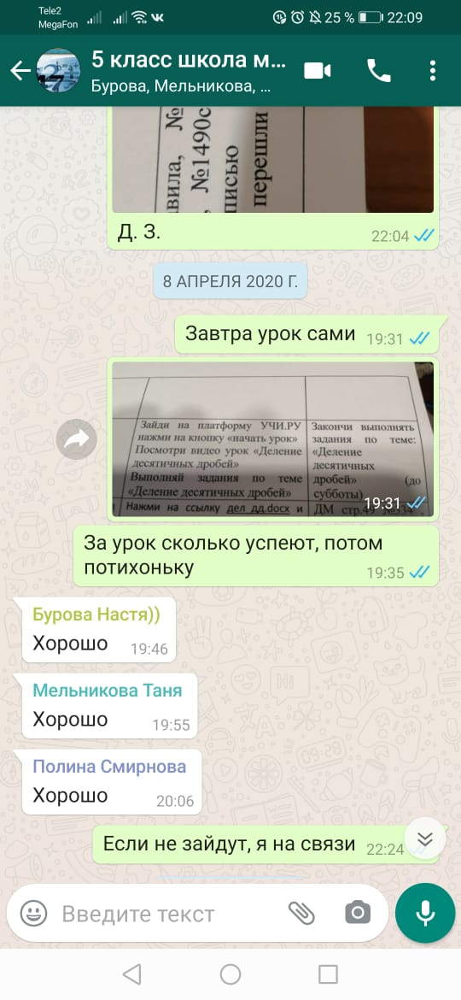 Tele2
MegaFon
25 %
22:09
5 класс школа м...
Бурова, Мельникова, ...
вила, №
, №1490с
писью
перешли
Д. З.
22:04
8 АПРЕЛЯ 2020 Г.
Завтра урок сами
19:31
Зайди на платформу УЧИ.РУ
нажми на кнопку «начать урок»
Посмотри видео урок «Деление
десятичных дробей»
Выполняй задания по теме
«Деление десятичных дробей»
Нажми на ссылку дел дд.docx и
Закончи выполнять
задания по теме:
«Деление
десятичных
дробей» (до
субботы)
ДМ стр.49 №334
19:31
За урок сколько успеют, потом
потихоньку
19:35
Бурова Настя))
Хорошо
19:46
Мельникова Таня
Хорошо
19:55
Полина Смирнова
Хорошо
20:06
Если не зайдут, я на связи
22:24
Введите текст